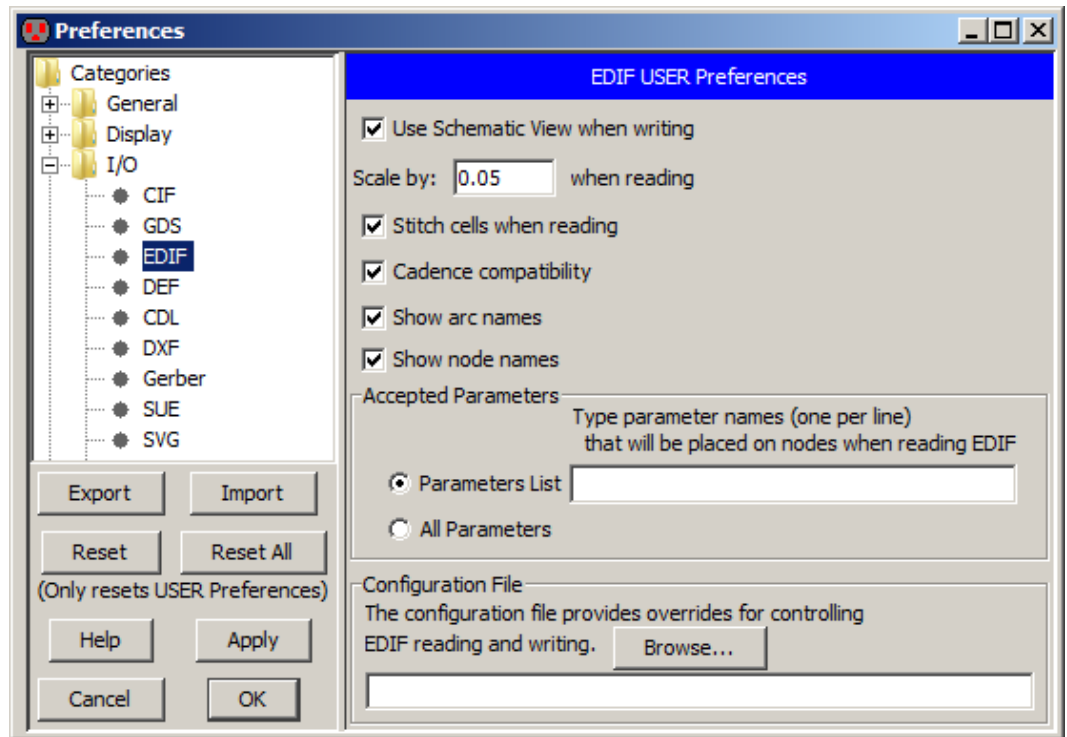 Preferences
Categories
General
Display
I/O
CIF
GDS
EDIF
DEF
CDL
DXF
Gerber
SUE
SVG
Export Import
Reset Reset All
(Only resets USER Preferences)
Help Apply
Cancel OK
EDIF USER Preferences
Use Schematic View when writing
Scale by: 0.05 when reading
Stitch cells when reading
Cadence compatibility
Show arc names
Show node names
Accepted Parameters
Type parameter names (one per line)
that will be placed on nodes when reading EDIF
Parameters List
All Parameters
Configuration File
The configuration file provides overrides for controlling
EDIF reading and writing. Browse...